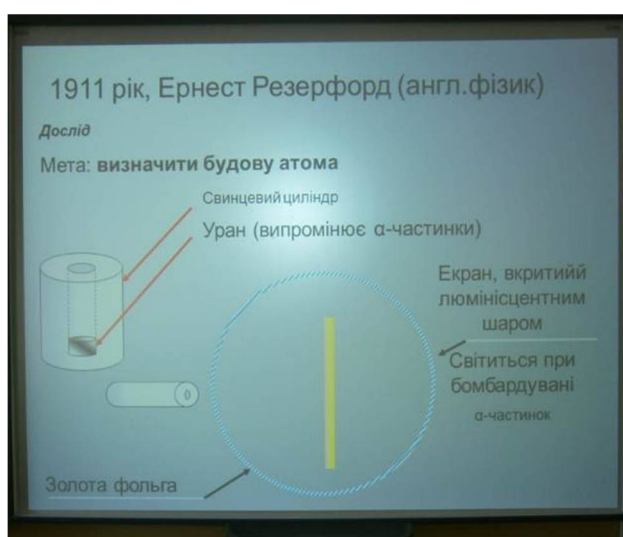 1911 рік, Ернест Резерфорд (англ.фізик)
Дослід
Мета: визначити будову атома
Свинцевий циліндр
Уран (випромінює α-частинки)
Екран, вкритийй
люмінісцентним
шаром
Світиться при
бомбардувані
α-частинок
Золота фольга